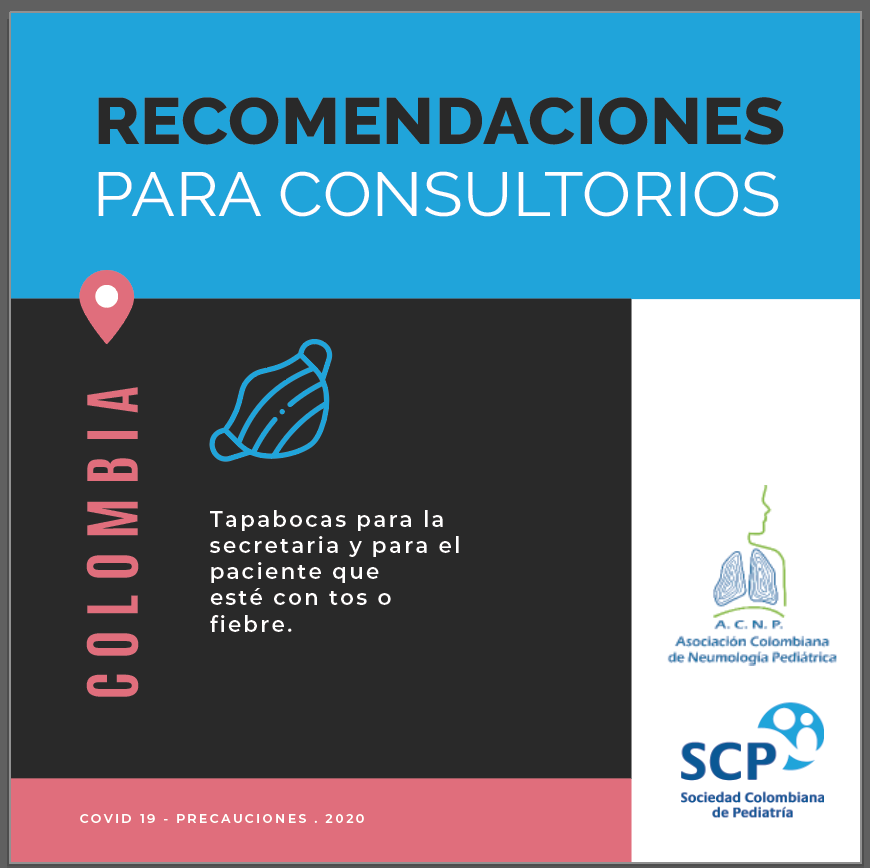 RECOMENDACIONES
PARA CONSULTORIOS
COLOMBIA
Tapabocas para la
secretaria y para el
paciente que
esté con tos o
fiebre.
A. C. N. P.
Asociación Colombiana
de Neumología Pediátrica
SCP
Sociedad Colombiana
de Pediatría
COVID 19 - PRECAUCIONES . 2020